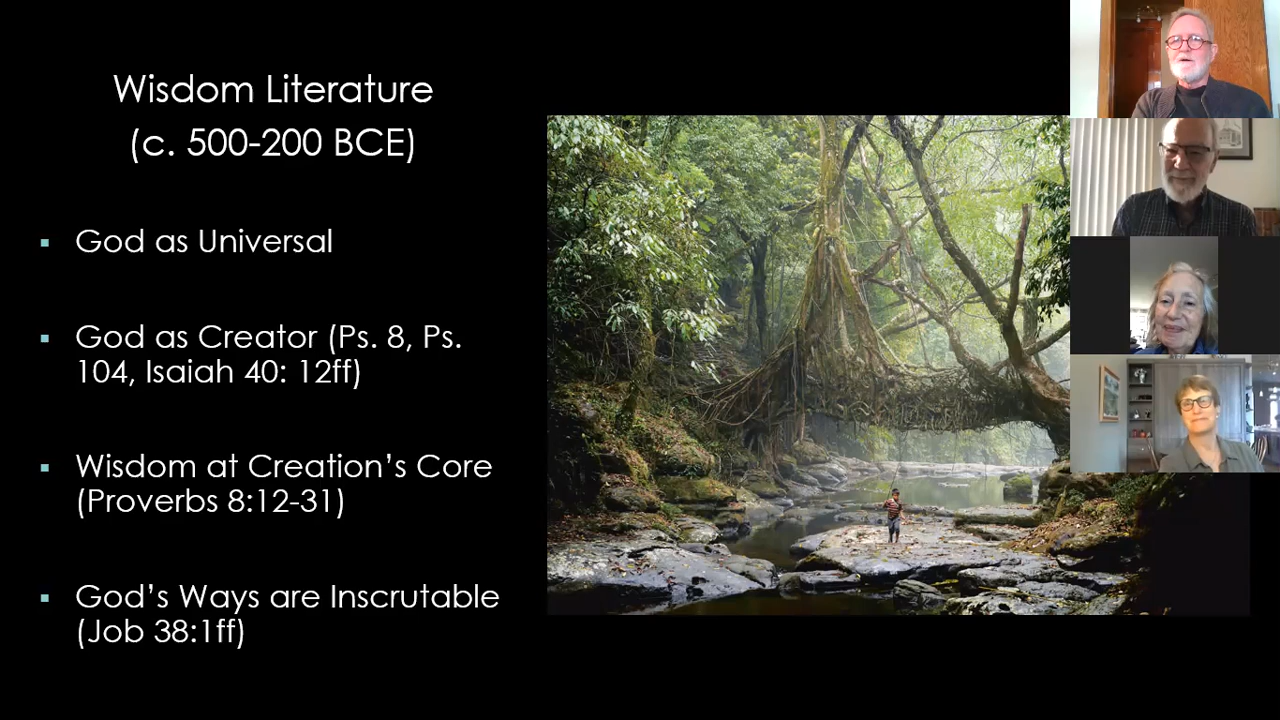 Wisdom Literature
(c. 500-200 BCE)
God as Universal
God as Creator (Ps. 8, Ps.
104, Isaiah 40: 12ff)
Wisdom at Creation’s Core
(Proverbs 8:12-31)
God’s Ways are Inscrutable
(Job 38:1ff)